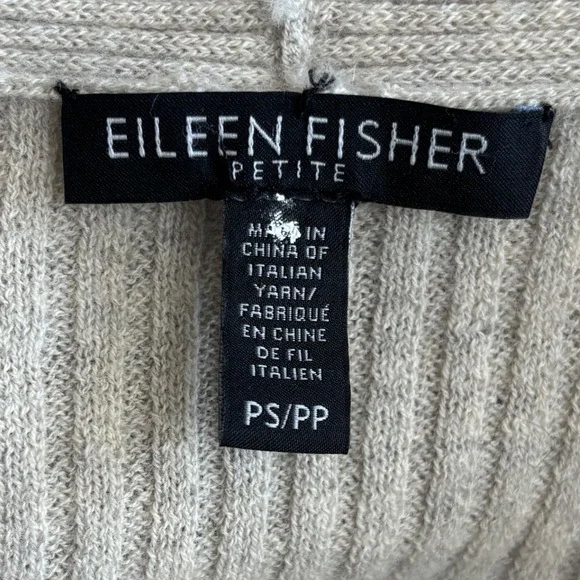 EILEEN FISHER
PETITE
MADE IN
CHINA OF
ITALIAN
YARN/
FABRIQUÉ
EN CHINE
DE FIL
ITALIEN
PS/PP